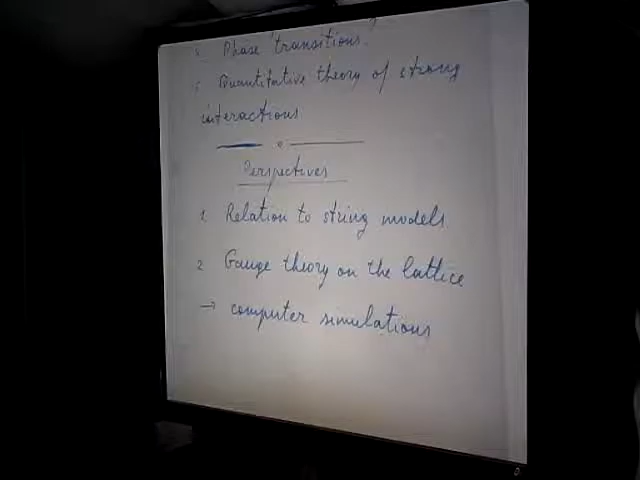 Phase transitions.
Quantitative theory of strong
interactions
Perspectives
1. Relation to string models.
2. Gauge theory on the lattice
→ computer simulations